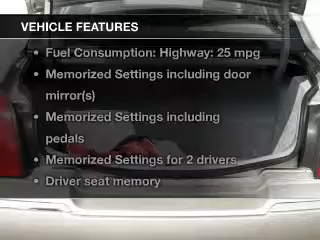 VEHICLE FEATURES
• Fuel Consumption: Highway: 25 mpg
• Memorized Settings including door
mirror(s)
• Memorized Settings including
pedals
• Memorized Settings for 2 drivers
• Driver seat memory